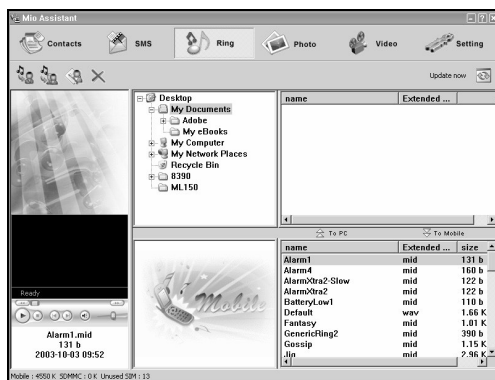 Mio Assistant
Contacts SMS Ring Photo Video Setting
Update now
Desktop
My Documents
Adobe
My eBooks
My Computer
My Network Places
Recycle Bin
8390
ML150
name Extended ...
To PC To Mobile
Mobile
name Extended ... size
Alarm1 mid 131 b
Alarm4 mid 160 b
AlarmXtra2-Slow mid 122 b
AlarmXtra2 mid 122 b
BatteryLow1 mid 110 b
Default wav 1.66 K
Fantasy mid 1.01 K
GenericRing2 mid 390 b
Gossip mid 1.15 K
Jin mid 2.96 K
Ready
Alarm1.mid
131 b
2003-10-03 09:52
Mobile : 4550 K SDMMC : 0 K Unused SIM : 13